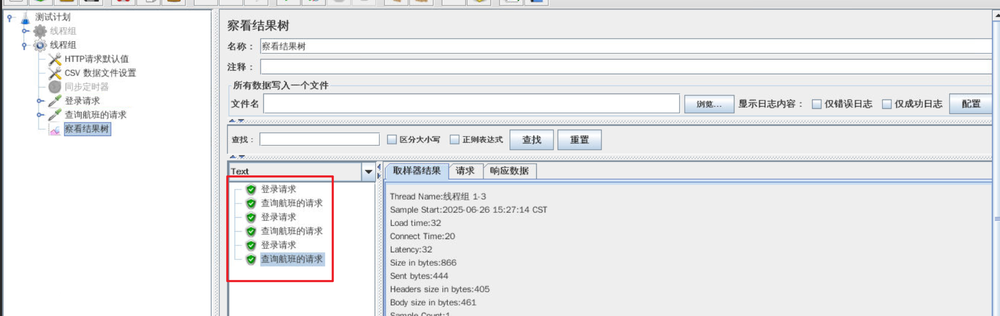 测试计划
线程组
线程组
HTTP请求默认值
CSV 数据文件设置
同步定时器
登录请求
查询航班的请求
察看结果树
察看结果树
名称： 察看结果树
注释：
所有数据写入一个文件
文件名 浏览... 显示日志内容： 仅错误日志 仅成功日志 配置
查找： 区分大小写 正则表达式 查找 重置
Text
登录请求
查询航班的请求
登录请求
查询航班的请求
登录请求
查询航班的请求
取样器结果 请求 响应数据
Thread Name:线程组 1-3
Sample Start:2025-06-26 15:27:14 CST
Load time:32
Connect Time:20
Latency:32
Size in bytes:866
Sent bytes:444
Headers size in bytes:405
Body size in bytes:461
Sample Count:1